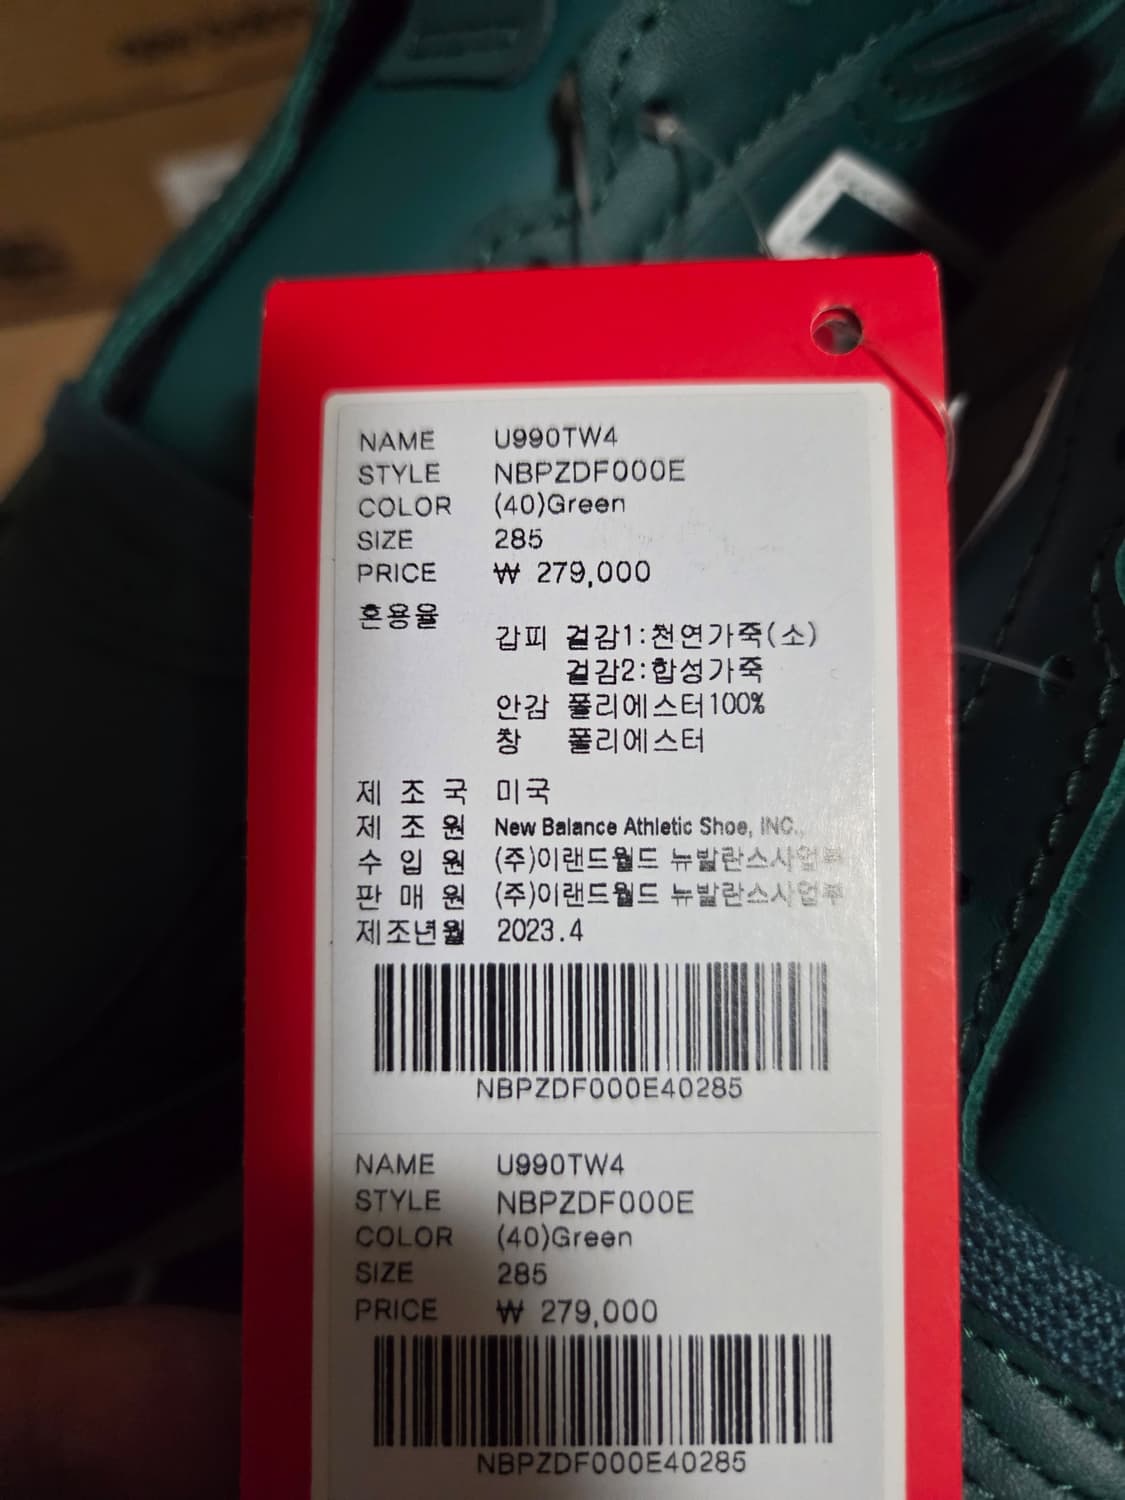 NAME U990TW4
STYLE NBPZDF000E
COLOR (40)Green
SIZE 285
PRICE ₩ 279,000
혼용율
갑피 겉감1:천연가죽(소)
겉감2:합성가죽
안감 폴리에스터100%
창 폴리에스터
제 조 국 미국
제 조 원 New Balance Athletic Shoe, INC.,
수 입 원 (주)이랜드월드 뉴발란스사업부
판 매 원 (주)이랜드월드 뉴발란스사업부
제조년월 2023.4
NBPZDF000E40285
NAME U990TW4
STYLE NBPZDF000E
COLOR (40)Green
SIZE 285
PRICE ₩ 279,000
NBPZDF000E40285